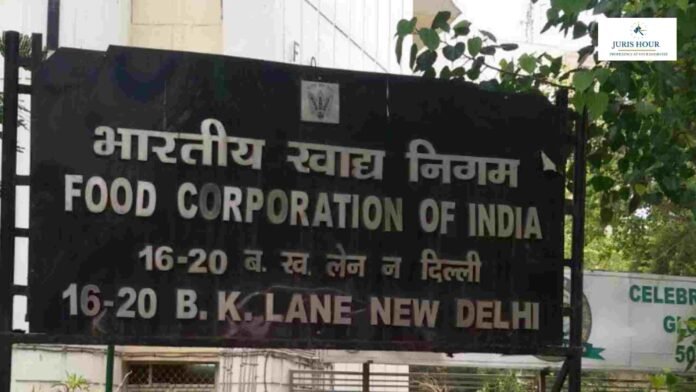 JURIS HOUR
भारतीय खाद्य निगम
FOOD CORPORATION OF INDIA
16-20 ब. ख. लेन न दिल्ली
16-20 B. K. LANE NEW DELHI
CELEBR